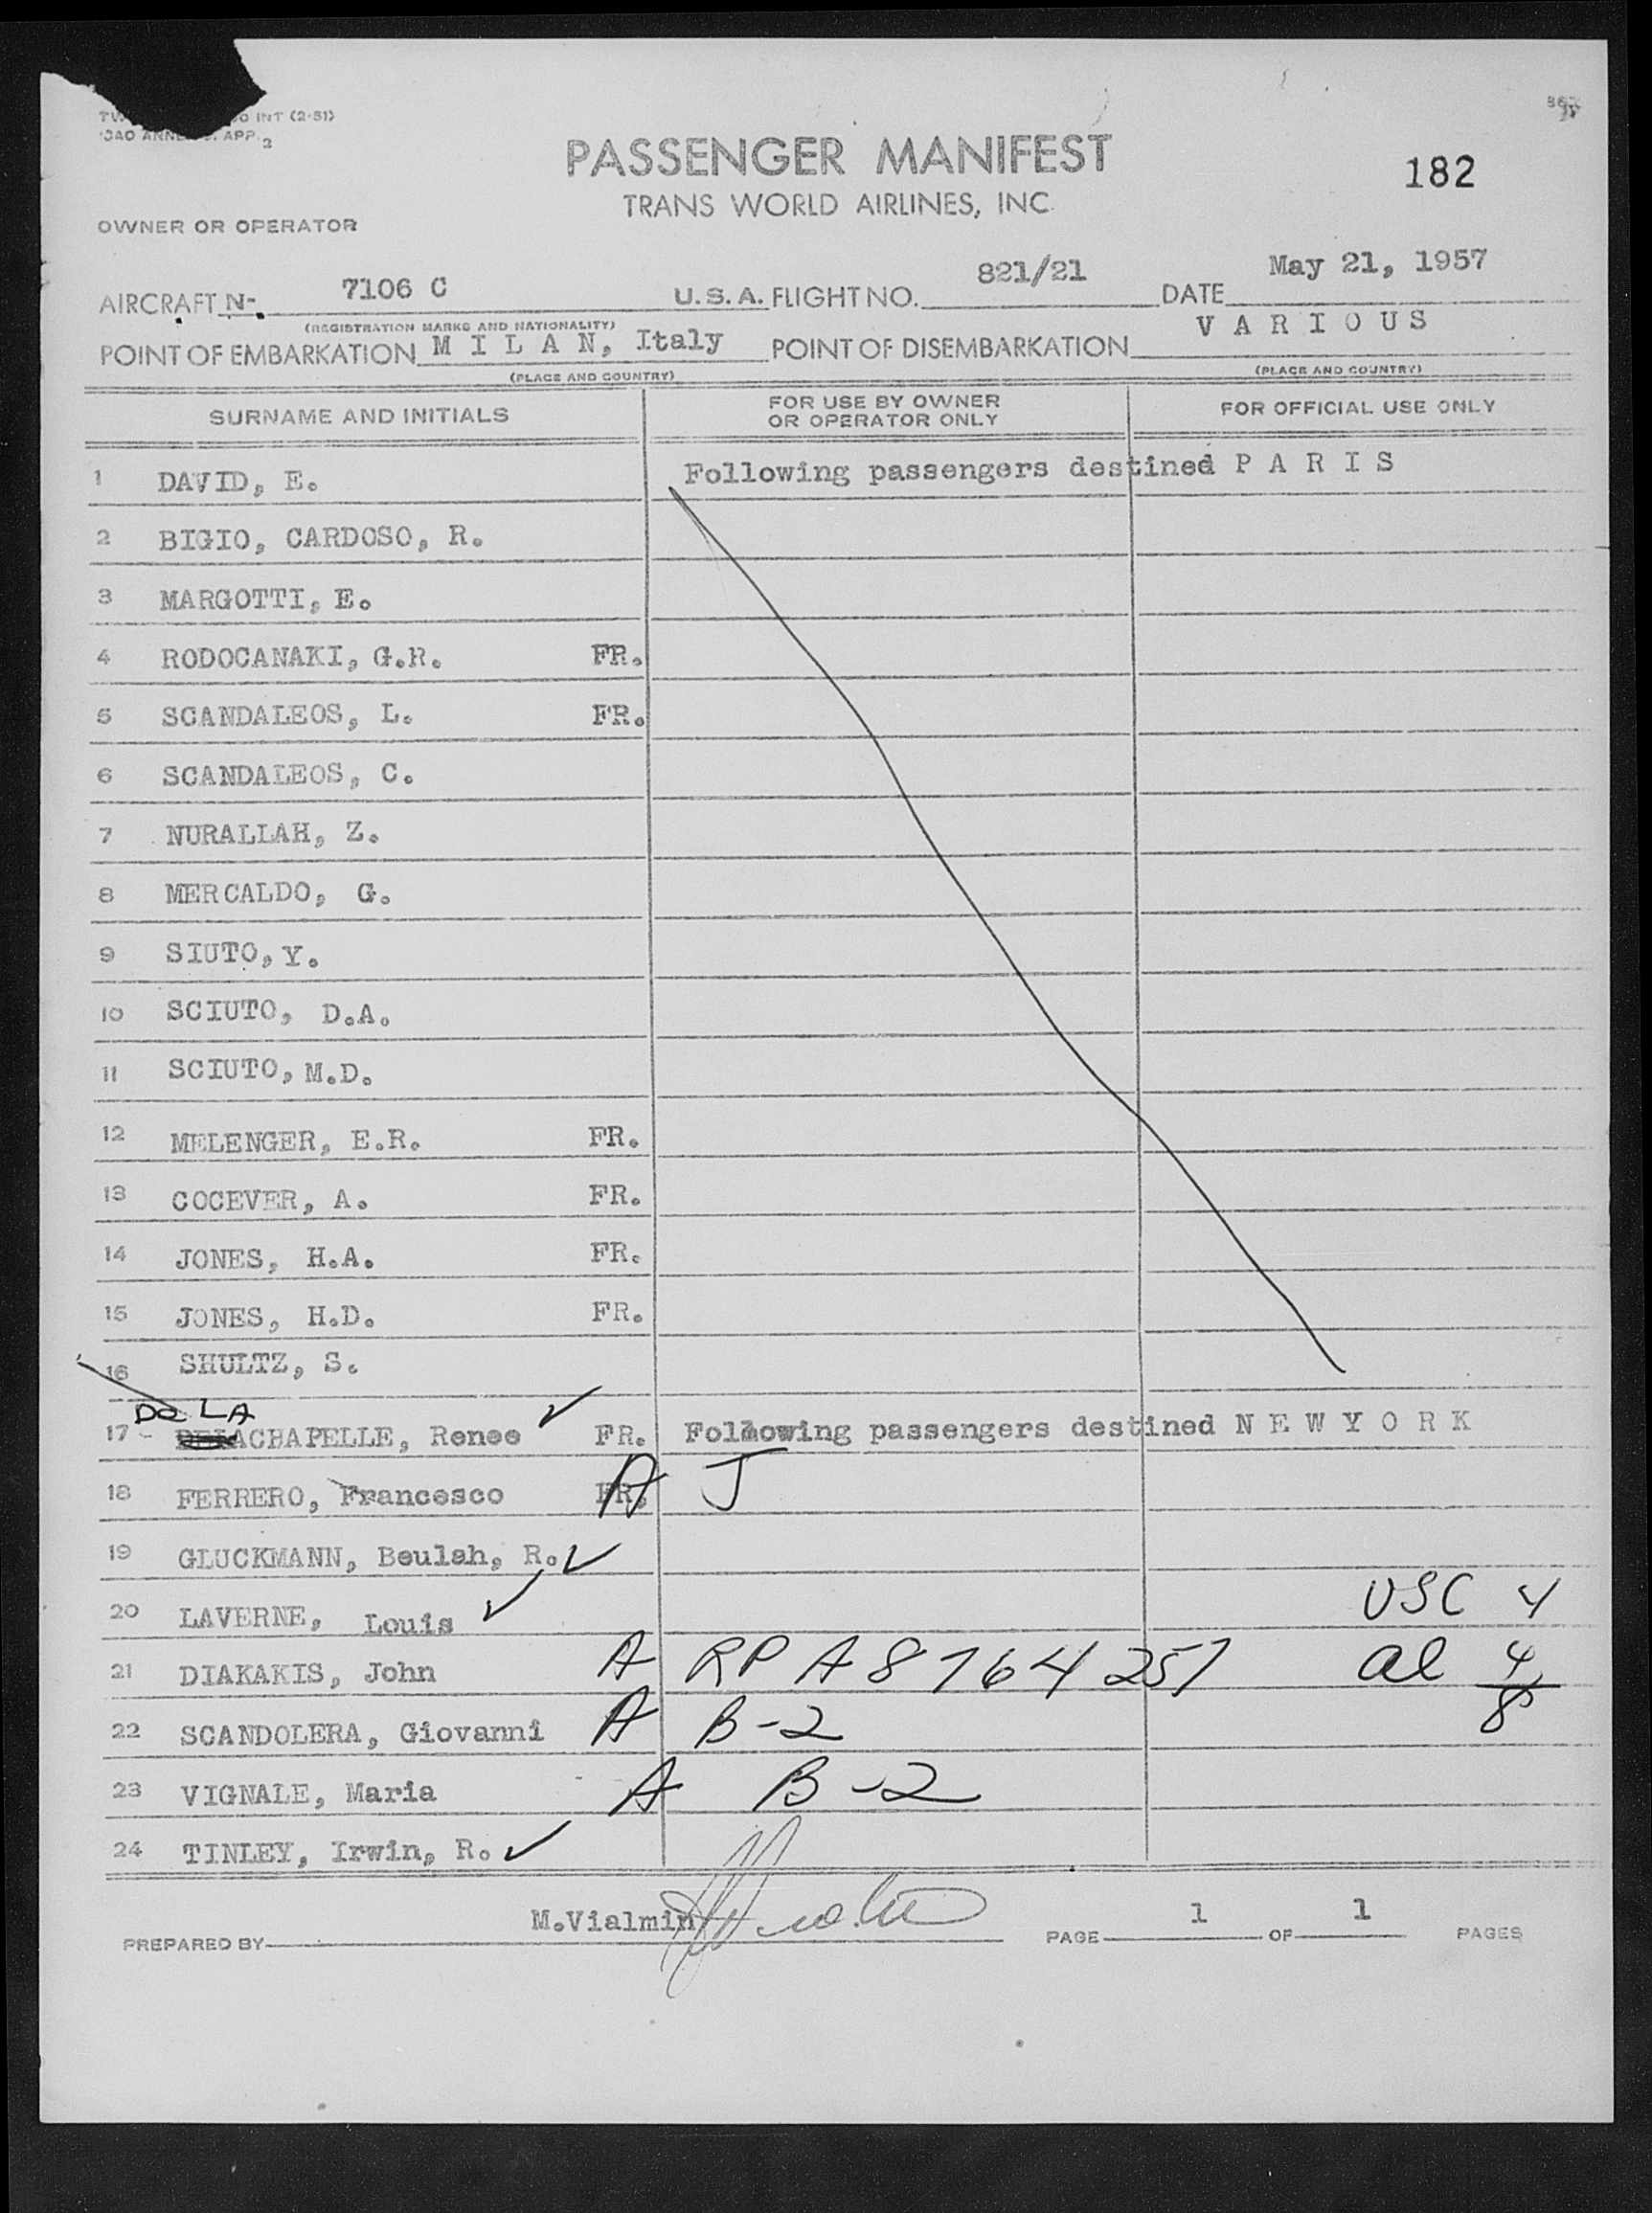 INT (2-51)
APP. 2
PASSENGER MANIFEST
182
TRANS WORLD AIRLINES, INC.
OWNER OR OPERATOR
AIRCRAFT N- 7106 C U.S.A. FLIGHT NO. 821/21 DATE May 21, 1957
(REGISTRATION MARKS AND NATIONALITY)
POINT OF EMBARKATION M I L A N, Italy POINT OF DISEMBARKATION V A R I O U S
(PLACE AND COUNTRY) (PLACE AND COUNTRY)
SURNAME AND INITIALS FOR USE BY OWNER OR OPERATOR ONLY FOR OFFICIAL USE ONLY
1 DAVID, E. Following passengers destined P A R I S
2 BIGIO, CARDOSO, R.
3 MARGOTTI, E.
4 RODOCANAKI, G.R. FR.
5 SCANDALEOS, L. FR.
6 SCANDALEOS, C.
7 NURALLAH, Z.
8 MERCALDO, G.
9 SIUTO, Y.
10 SCIUTO, D.A.
11 SCIUTO, M.D.
12 MELENGER, E.R. FR.
13 COCEVER, A. FR.
14 JONES, H.A. FR.
15 JONES, H.D. FR.
16 SHULTZ, S.
De LA
17 ACHAPELLE, Renee ✓ FR. Following passengers destined N E W Y O R K
18 FERRERO, Francesco FR. A J
19 GLUCKMANN, Beulah, R. ✓
20 LAVERNE, Louis ✓ USC 4
21 DIAKAKIS, John A RP A8764251 al 4
22 SCANDOLERA, Giovanni A B-2 8
23 VIGNALE, Maria A B-2
24 TINLEY, Irwin, R. ✓
PREPARED BY M.Vialmin PAGE 1 OF 1 PAGES